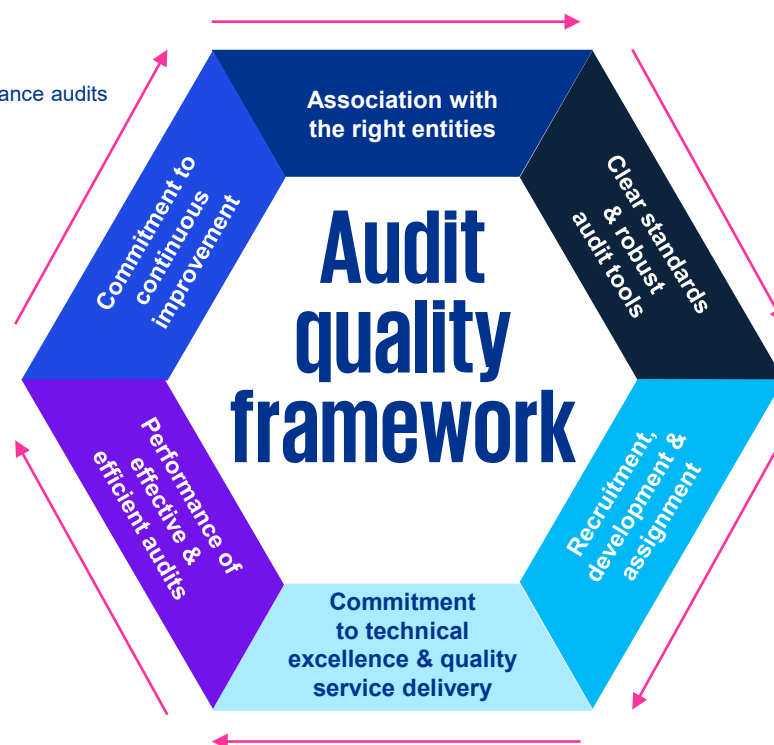 ance audits
Association with
the right entities
Clear standards
& robust
audit tools
Recruitment,
development &
assignment
Commitment
to technical
excellence & quality
service delivery
Performance of
effective &
efficient audits
Commitment to
continuous
improvement
Audit
quality
framework